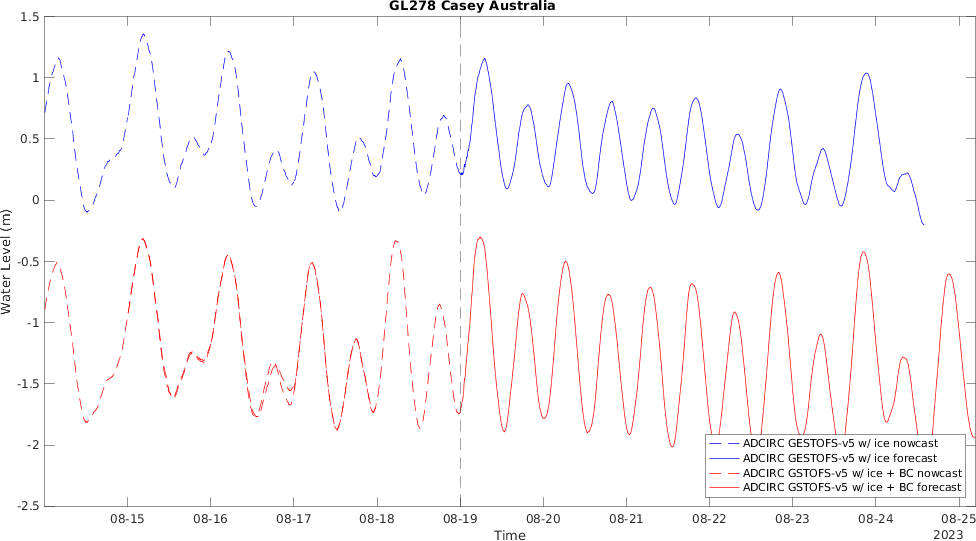 GL278 Casey Australia
1.5
1
0.5
0
-0.5
-1
-1.5
-2
-2.5
Water Level (m)
ADCIRC GESTOFS-v5 w/ ice nowcast
ADCIRC GESTOFS-v5 w/ ice forecast
ADCIRC GSTOFS-v5 w/ ice + BC nowcast
ADCIRC GSTOFS-v5 w/ ice + BC forecast
08-15 08-16 08-17 08-18 08-19 08-20 08-21 08-22 08-23 08-24 08-25
Time
2023